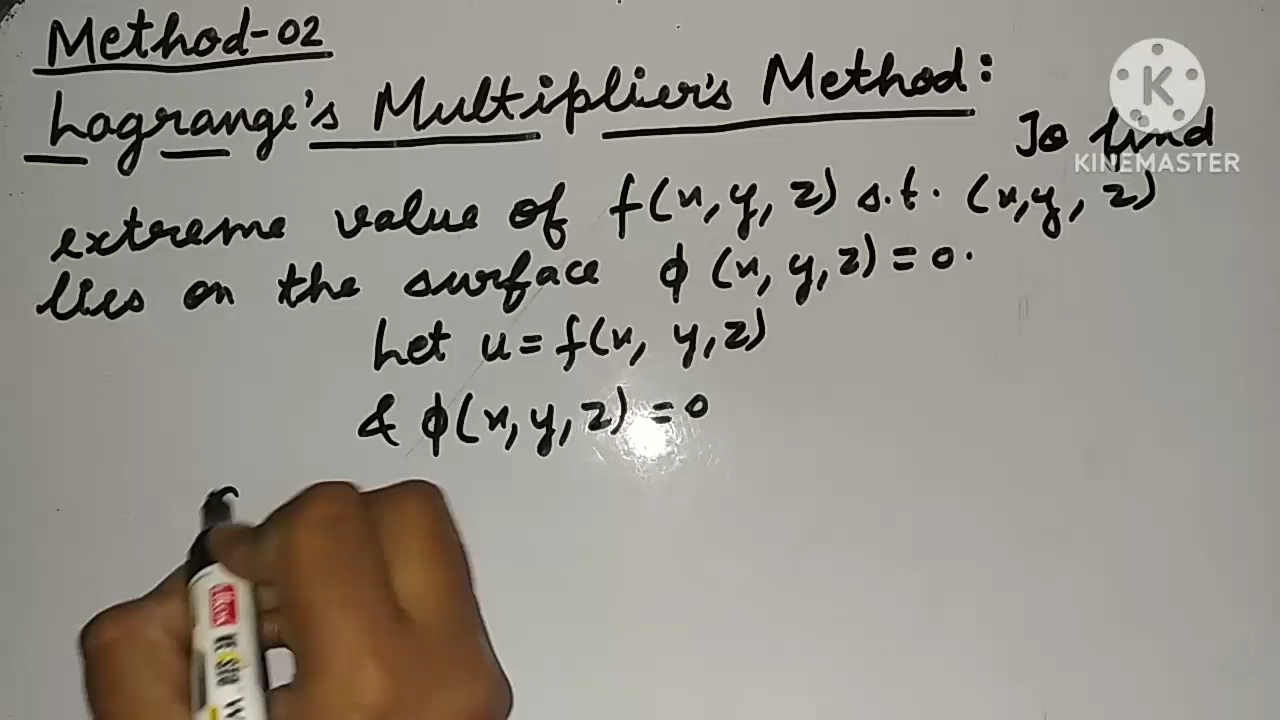 Method-02
Lagrange's Multiplier's Method:
To find
extreme value of f(x, y, z) s.t. (x, y, z)
lies on the surface ϕ (x, y, z) = 0.
Let u = f(x, y, z)
& ϕ(x, y, z) = 0
K
KINEMASTER